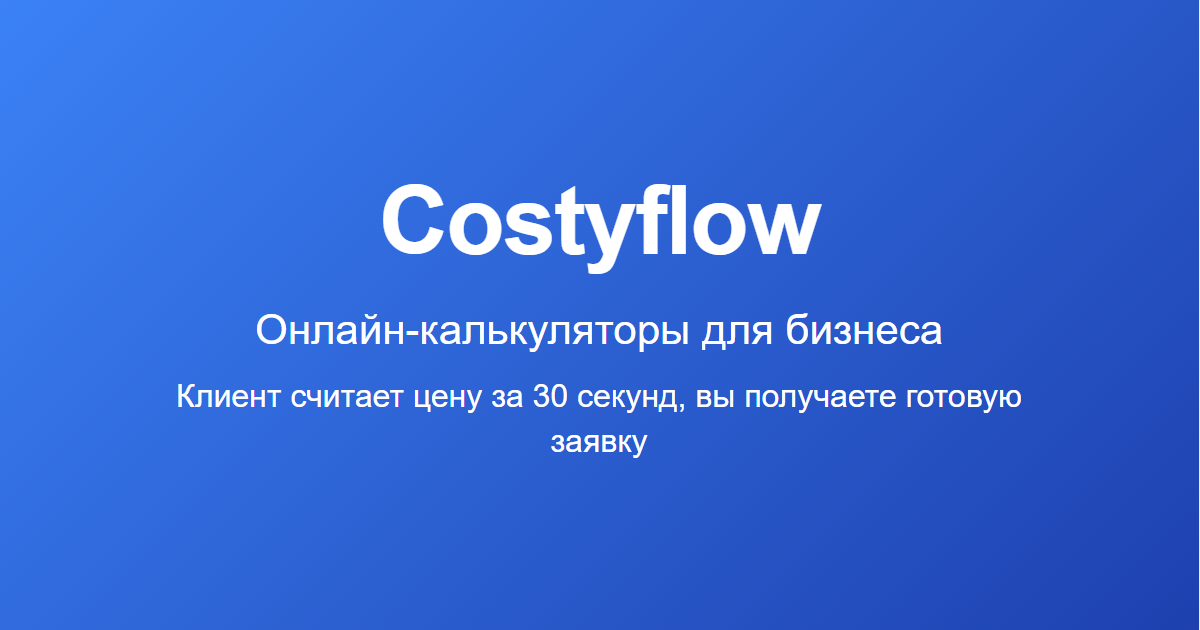 Costyflow
Онлайн-калькуляторы для бизнеса
Клиент считает цену за 30 секунд, вы получаете готовую
заявку